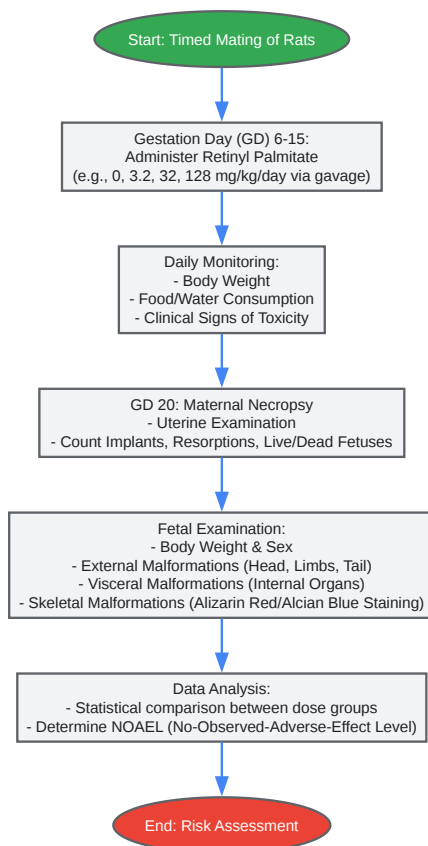 Start: Timed Mating of Rats
Gestation Day (GD) 6-15:
Administer Retinyl Palmitate
(e.g., 0, 3.2, 32, 128 mg/kg/day via gavage)
Daily Monitoring:
- Body Weight
- Food/Water Consumption
- Clinical Signs of Toxicity
GD 20: Maternal Necropsy
- Uterine Examination
- Count Implants, Resorptions, Live/Dead Fetuses
Fetal Examination:
- Body Weight & Sex
- External Malformations (Head, Limbs, Tail)
- Visceral Malformations (Internal Organs)
- Skeletal Malformations (Alizarin Red/Alcian Blue Staining)
Data Analysis:
- Statistical comparison between dose groups
- Determine NOAEL (No-Observed-Adverse-Effect Level)
End: Risk Assessment